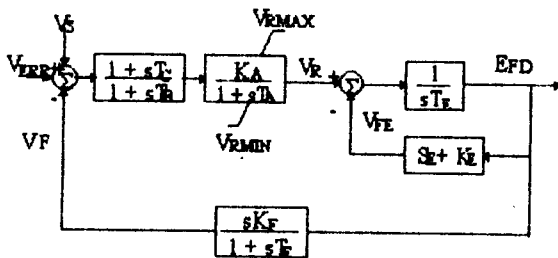 VS
VRMAX
VERR
+
Σ
1 + sTC
1 + sTB
KA
1 + sTA
VR
+
Σ
1
sTE
EFD
VRMIN
VFE
SE + KE
VF
sKF
1 + sTF